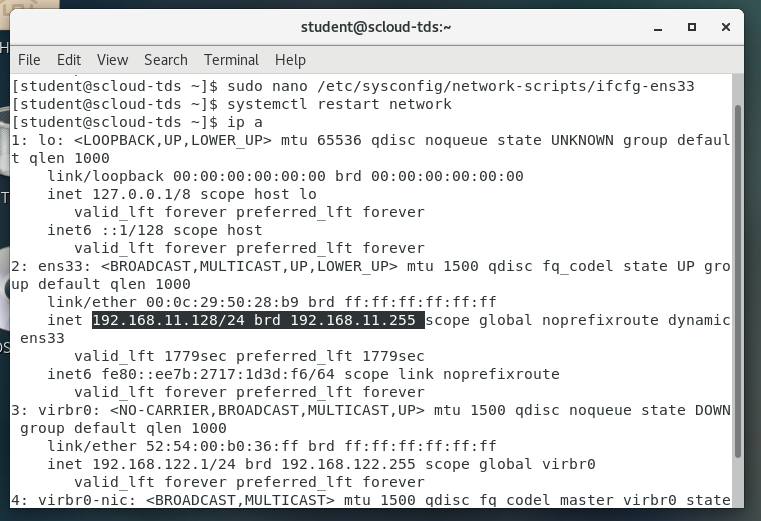 student@scloud-tds:~
File Edit View Search Terminal Help
[student@scloud-tds ~]$ sudo nano /etc/sysconfig/network-scripts/ifcfg-ens33
[student@scloud-tds ~]$ systemctl restart network
[student@scloud-tds ~]$ ip a
1: lo: <LOOPBACK,UP,LOWER_UP> mtu 65536 qdisc noqueue state UNKNOWN group defaul
t qlen 1000
    link/loopback 00:00:00:00:00:00 brd 00:00:00:00:00:00
    inet 127.0.0.1/8 scope host lo
       valid_lft forever preferred_lft forever
    inet6 ::1/128 scope host
       valid_lft forever preferred_lft forever
2: ens33: <BROADCAST,MULTICAST,UP,LOWER_UP> mtu 1500 qdisc fq_codel state UP gro
up default qlen 1000
    link/ether 00:0c:29:50:28:b9 brd ff:ff:ff:ff:ff:ff
    inet 192.168.11.128/24 brd 192.168.11.255 scope global noprefixroute dynamic
 ens33
       valid_lft 1779sec preferred_lft 1779sec
    inet6 fe80::ee7b:2717:1d3d:f6/64 scope link noprefixroute
       valid_lft forever preferred_lft forever
3: virbr0: <NO-CARRIER,BROADCAST,MULTICAST,UP> mtu 1500 qdisc noqueue state DOWN
 group default qlen 1000
    link/ether 52:54:00:b0:36:ff brd ff:ff:ff:ff:ff:ff
    inet 192.168.122.1/24 brd 192.168.122.255 scope global virbr0
       valid_lft forever preferred_lft forever
4: virbr0-nic: <BROADCAST,MULTICAST> mtu 1500 qdisc fq_codel master virbr0 state